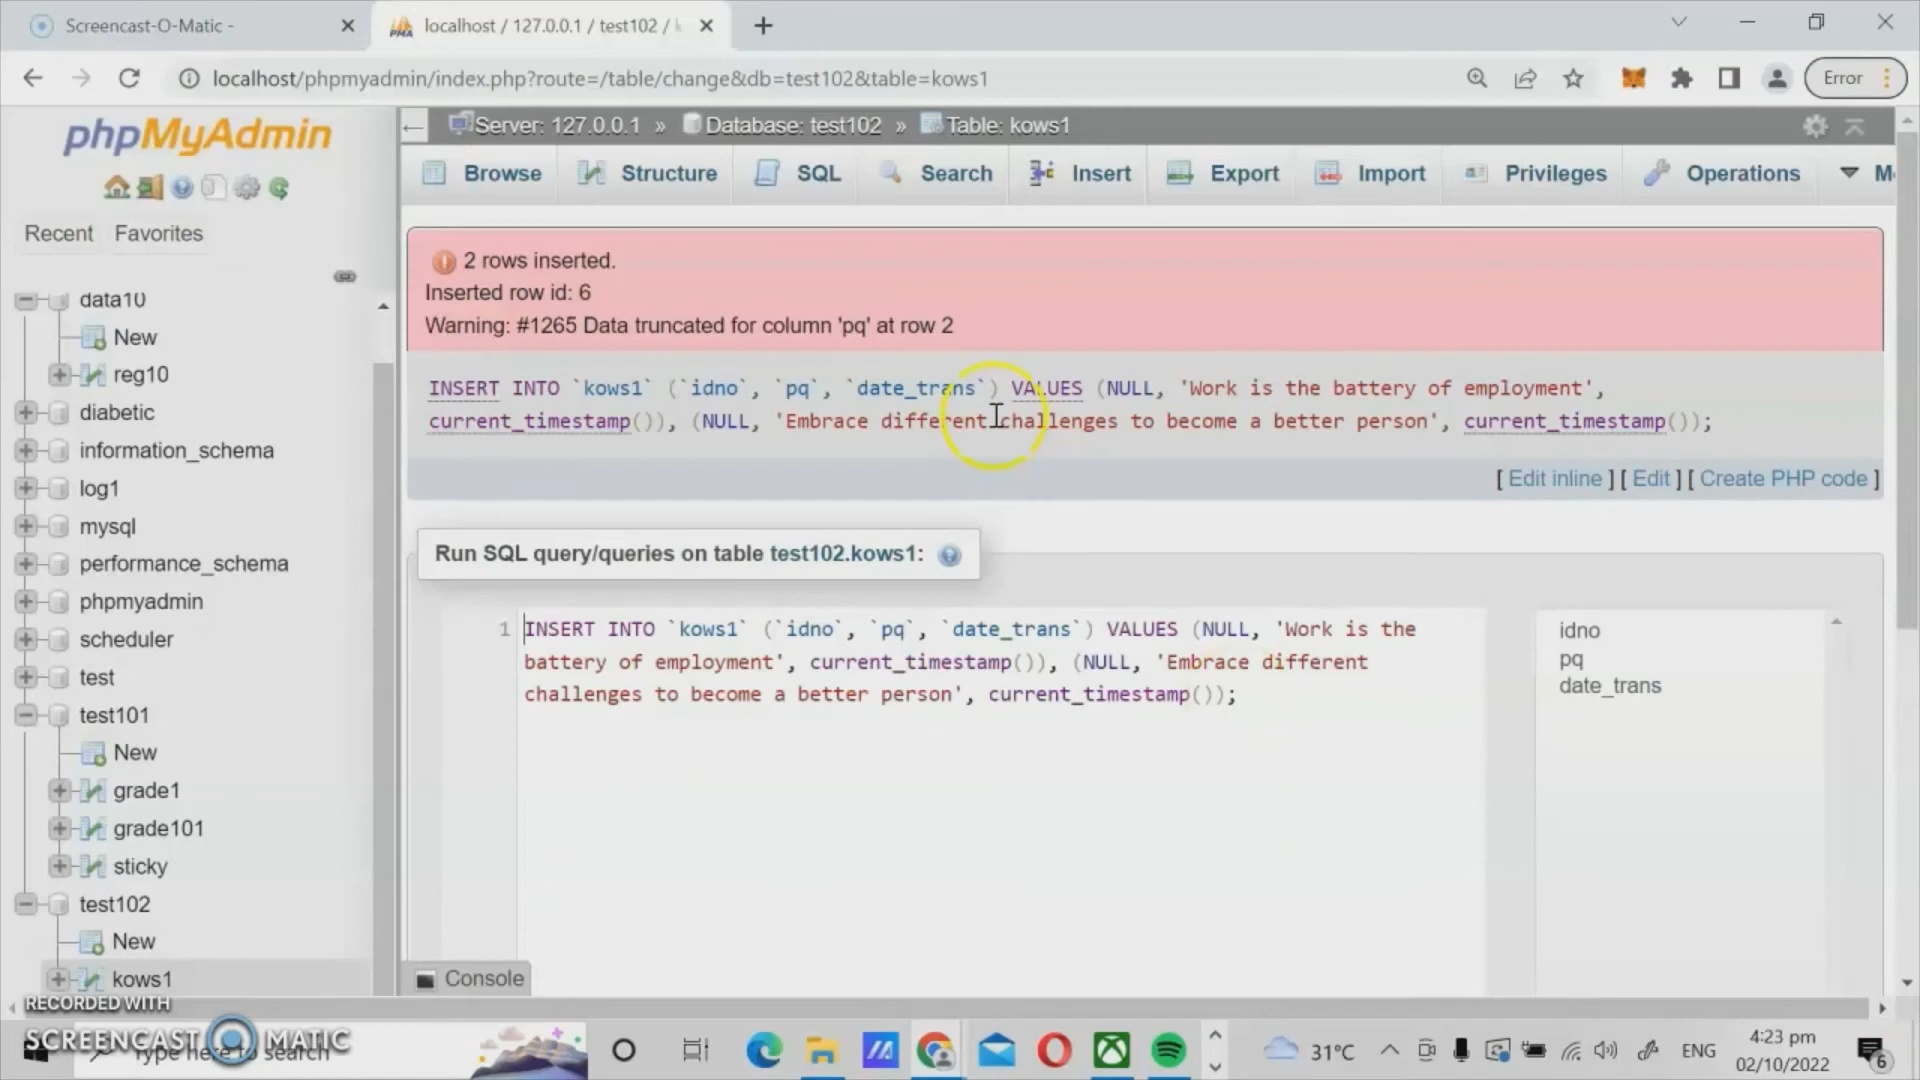 Screencast-O-Matic -
localhost / 127.0.0.1 / test102 / k
localhost/phpmyadmin/index.php?route=/table/change&db=test102&table=kows1
Error
phpMyAdmin
Recent
Favorites
data10
New
reg10
diabetic
information_schema
log1
mysql
performance_schema
phpmyadmin
scheduler
test
test101
New
grade1
grade101
sticky
test102
New
kows1
Server: 127.0.0.1 » Database: test102 » Table: kows1
Browse
Structure
SQL
Search
Insert
Export
Import
Privileges
Operations
M
2 rows inserted.
Inserted row id: 6
Warning: #1265 Data truncated for column 'pq' at row 2
INSERT INTO `kows1` (`idno`, `pq`, `date_trans`) VALUES (NULL, 'Work is the battery of employment',
current_timestamp()), (NULL, 'Embrace different challenges to become a better person', current_timestamp());
[ Edit inline ] [ Edit ] [ Create PHP code ]
Run SQL query/queries on table test102.kows1:
1 INSERT INTO `kows1` (`idno`, `pq`, `date_trans`) VALUES (NULL, 'Work is the
battery of employment', current_timestamp()), (NULL, 'Embrace different
challenges to become a better person', current_timestamp());
idno
pq
date_trans
Console
RECORDED WITH
SCREENCAST MATIC
Type here to search
31°C
ENG
4:23 pm
02/10/2022
6